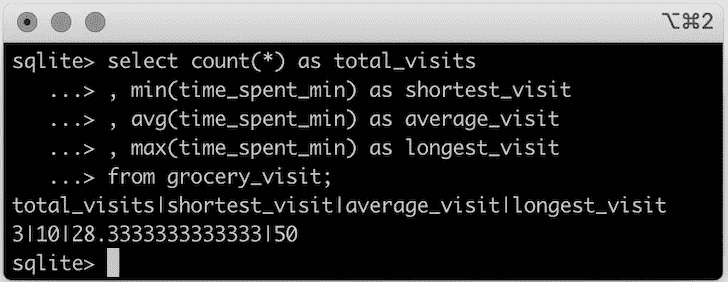 ⌥⌘2
sqlite> select count(*) as total_visits
...> , min(time_spent_min) as shortest_visit
...> , avg(time_spent_min) as average_visit
...> , max(time_spent_min) as longest_visit
...> from grocery_visit;
total_visits|shortest_visit|average_visit|longest_visit
3|10|28.3333333333333|50
sqlite>